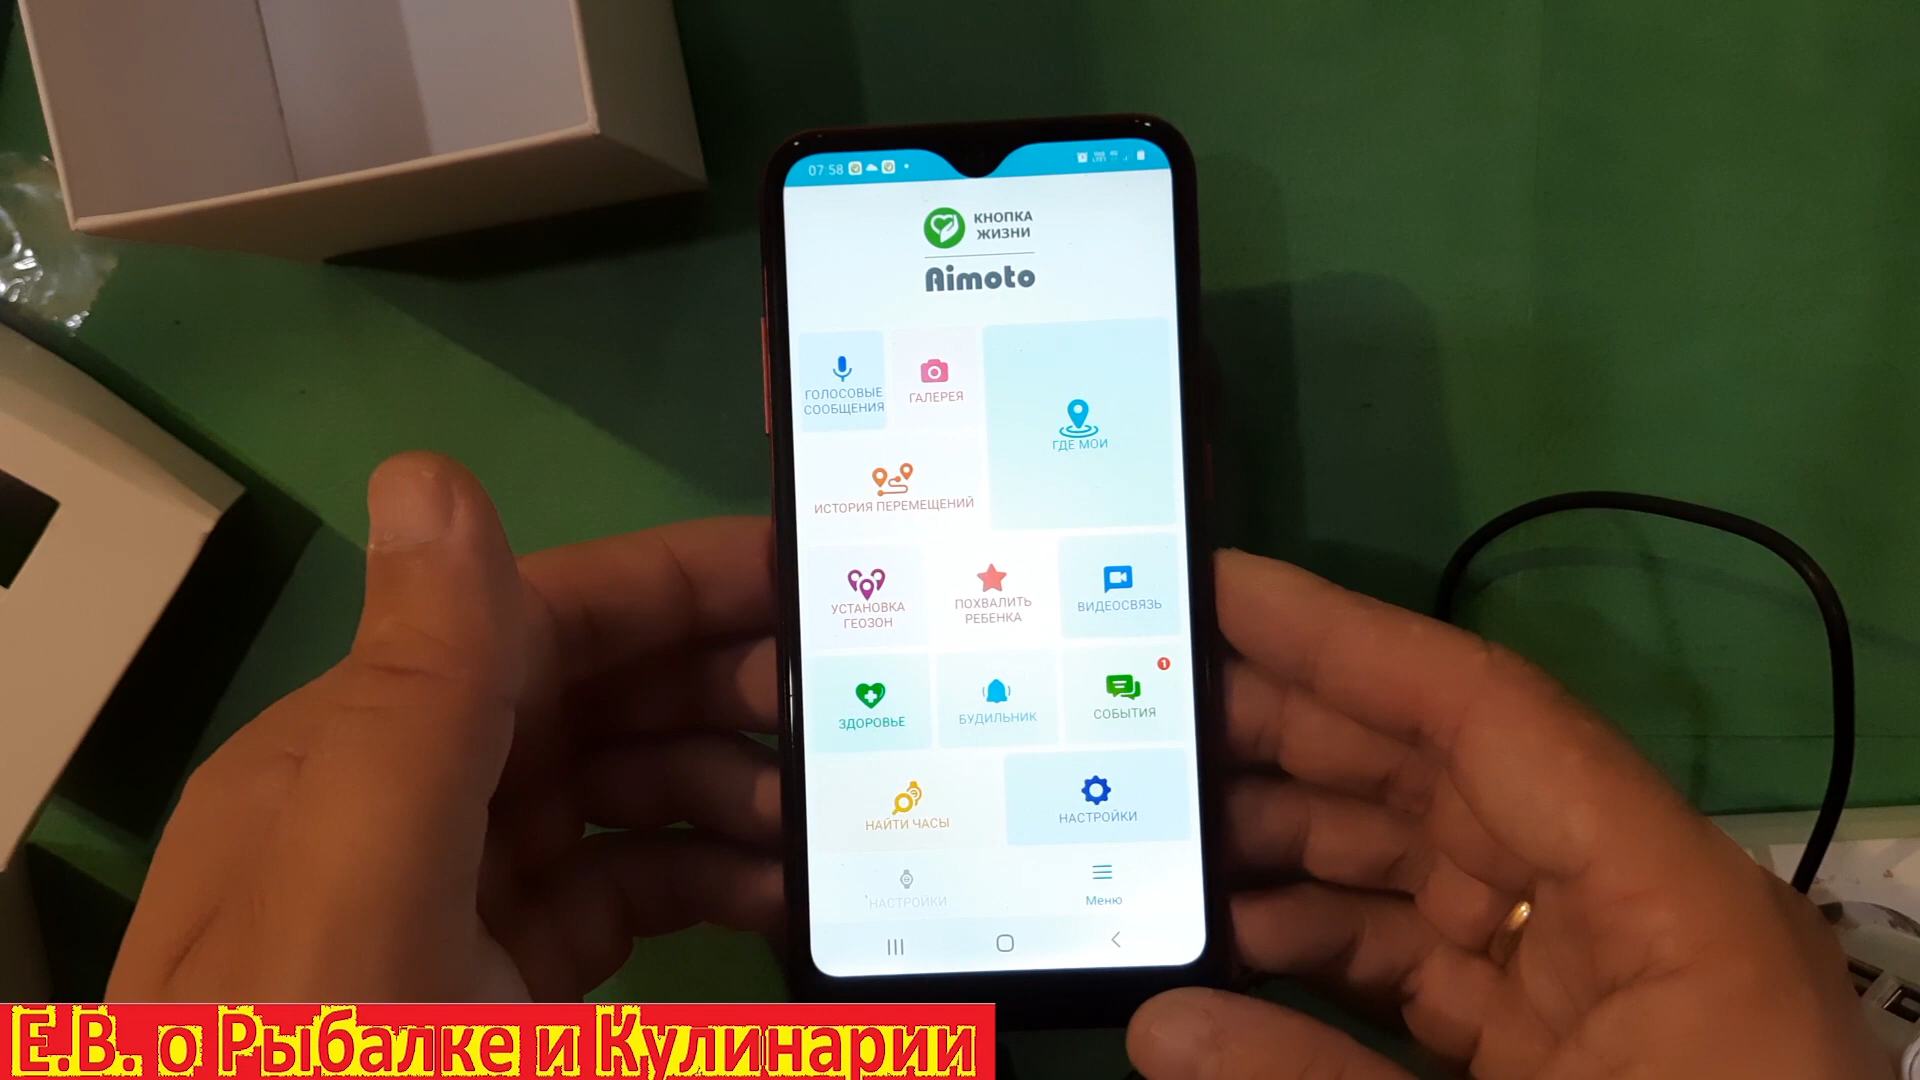 07:58
КНОПКА
ЖИЗНИ
Aimoto
ГОЛОСОВЫЕ
СООБЩЕНИЯ
ГАЛЕРЕЯ
ГДЕ МОИ
ИСТОРИЯ ПЕРЕМЕЩЕНИЙ
УСТАНОВКА
ГЕОЗОН
ПОХВАЛИТЬ
РЕБЕНКА
ВИДЕОСВЯЗЬ
ЗДОРОВЬЕ
БУДИЛЬНИК
1
СОБЫТИЯ
НАЙТИ ЧАСЫ
НАСТРОЙКИ
НАСТРОЙКИ
Меню
Е.В. о Рыбалке и Кулинарии